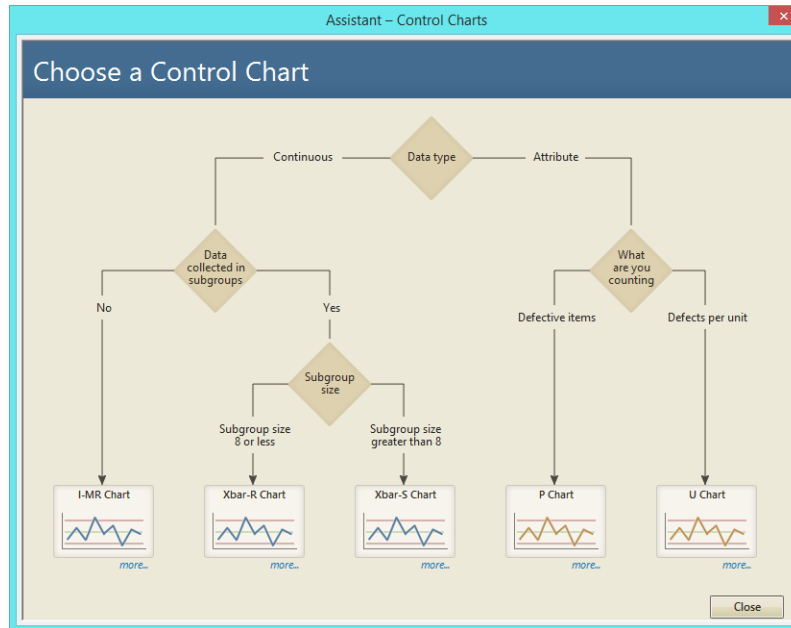 Assistant – Control Charts
x
Choose a Control Chart
Data type
Continuous
Attribute
Data
collected in
subgroups
What
are you
counting
No
Yes
Defective items
Defects per unit
Subgroup
size
Subgroup size
8 or less
Subgroup size
greater than 8
I-MR Chart
Xbar-R Chart
Xbar-S Chart
P Chart
U Chart
more...
more...
more...
more...
more...
Close